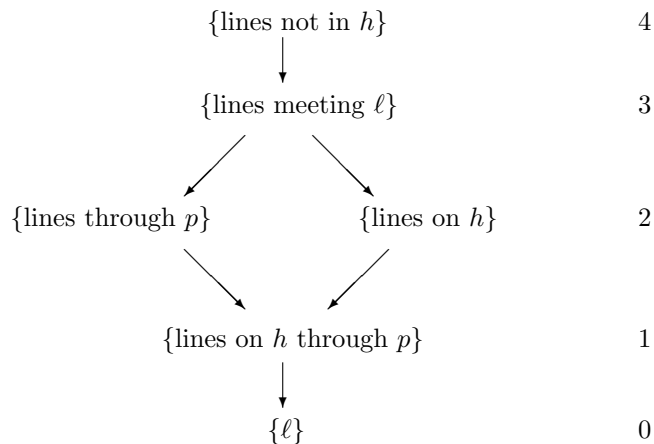 {lines not in h} 4
{lines meeting ℓ} 3
{lines through p} {lines on h} 2
{lines on h through p} 1
{ℓ} 0